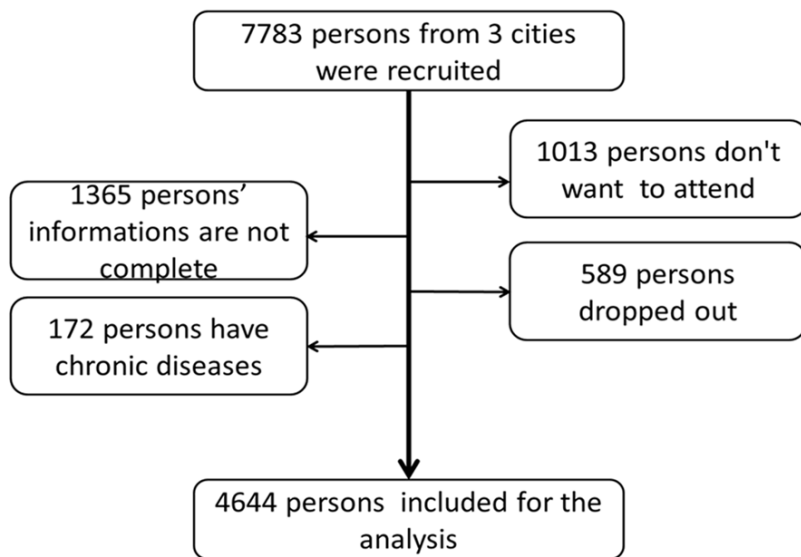 7783 persons from 3 cities
were recruited
1013 persons don't
want to attend
1365 persons’
informations are not
complete
589 persons
dropped out
172 persons have
chronic diseases
4644 persons included for the
analysis